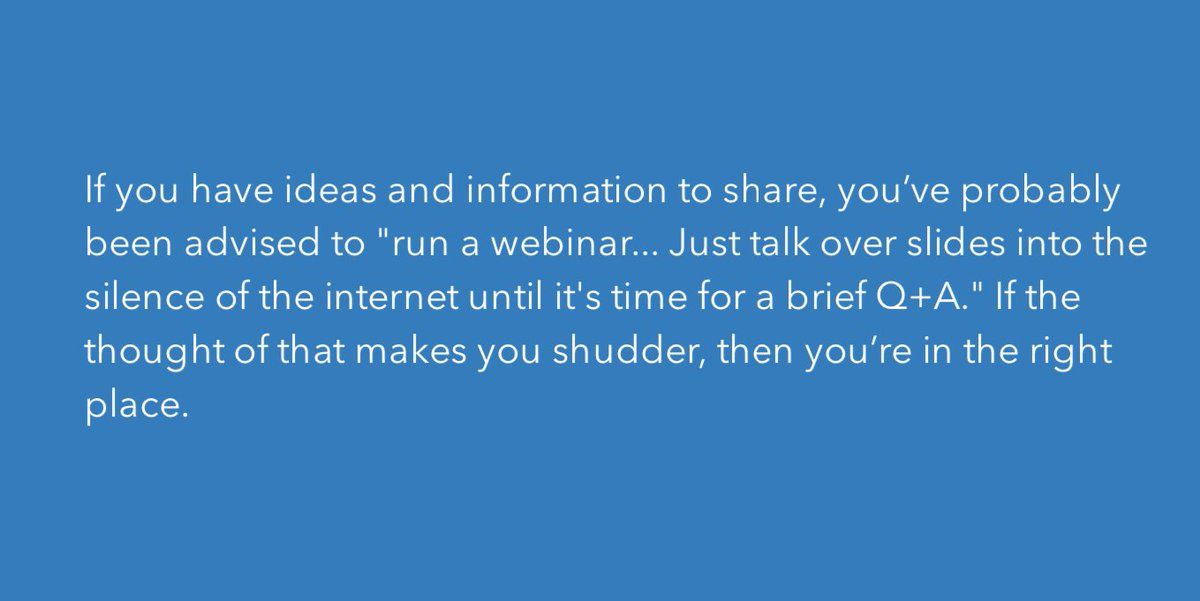 If you have ideas and information to share, you’ve probably
been advised to "run a webinar... Just talk over slides into the
silence of the internet until it's time for a brief Q+A." If the
thought of that makes you shudder, then you’re in the right
place.